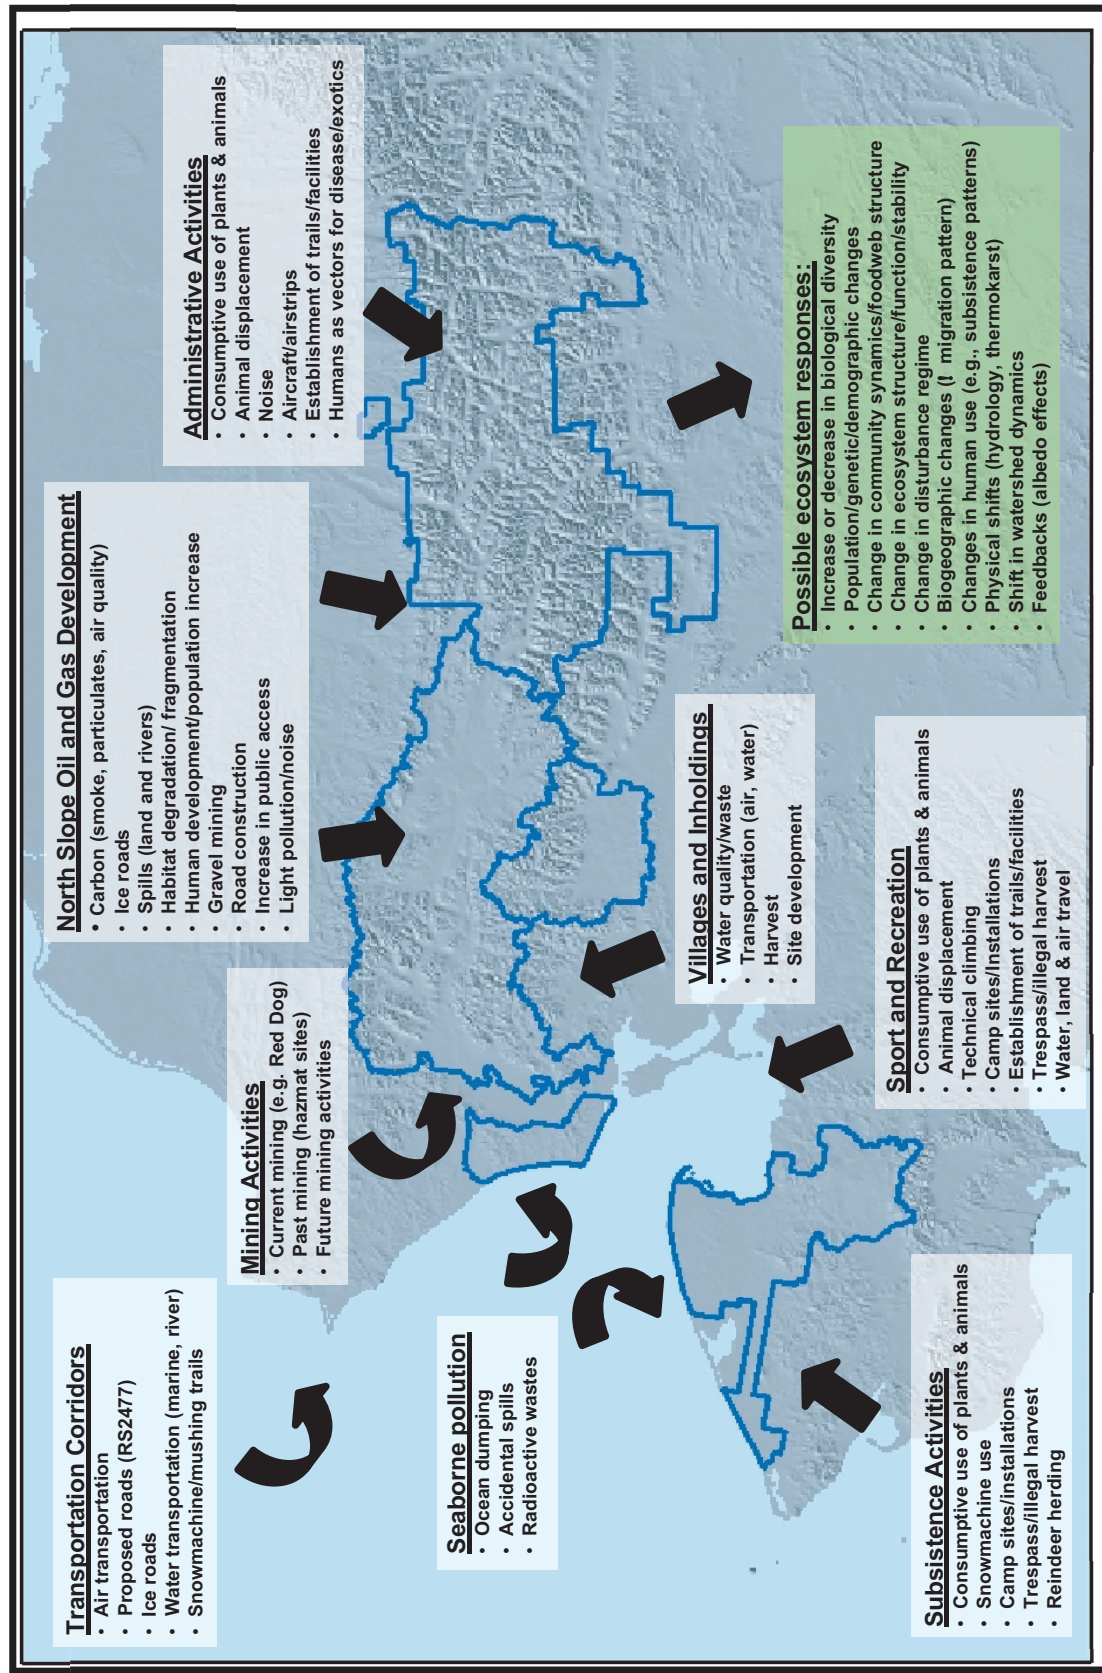 Transportation Corridors
• Air transportation
• Proposed roads (RS2477)
• Ice roads
• Water transportation (marine, river)
• Snowmachine/mushing trails
Mining Activities
• Current mining (e.g. Red Dog)
• Past mining (hazmat sites)
• Future mining activities
North Slope Oil and Gas Development
• Carbon (smoke, particulates, air quality)
• Ice roads
• Spills (land and rivers)
• Habitat degradation/ fragmentation
• Human development/population increase
• Gravel mining
• Road construction
• Increase in public access
• Light pollution/noise
Administrative Activities
• Consumptive use of plants & animals
• Animal displacement
• Noise
• Aircraft/airstrips
• Establishment of trails/facilities
• Humans as vectors for disease/exotics
Seaborne pollution
• Ocean dumping
• Accidental spills
• Radioactive wastes
Villages and Inholdings
• Water quality/waste
• Transportation (air, water)
• Harvest
• Site development
Possible ecosystem responses:
• Increase or decrease in biological diversity
• Population/genetic/demographic changes
• Change in community synamics/foodweb structure
• Change in ecosystem structure/function/stability
• Change in disturbance regime
• Biogeographic changes ( migration pattern)
• Changes in human use (e.g., subsistence patterns)
• Physical shifts (hydrology, thermokarst)
• Shift in watershed dynamics
• Feedbacks (albedo effects)
Subsistence Activities
• Consumptive use of plants & animals
• Snowmachine use
• Camp sites/installations
• Trespass/illegal harvest
• Reindeer herding
Sport and Recreation
• Consumptive use of plants & animals
• Animal displacement
• Technical climbing
• Camp sites/Installations
• Establishment of trails/facilities
• Trespass/illegal harvest
• Water, land & air travel